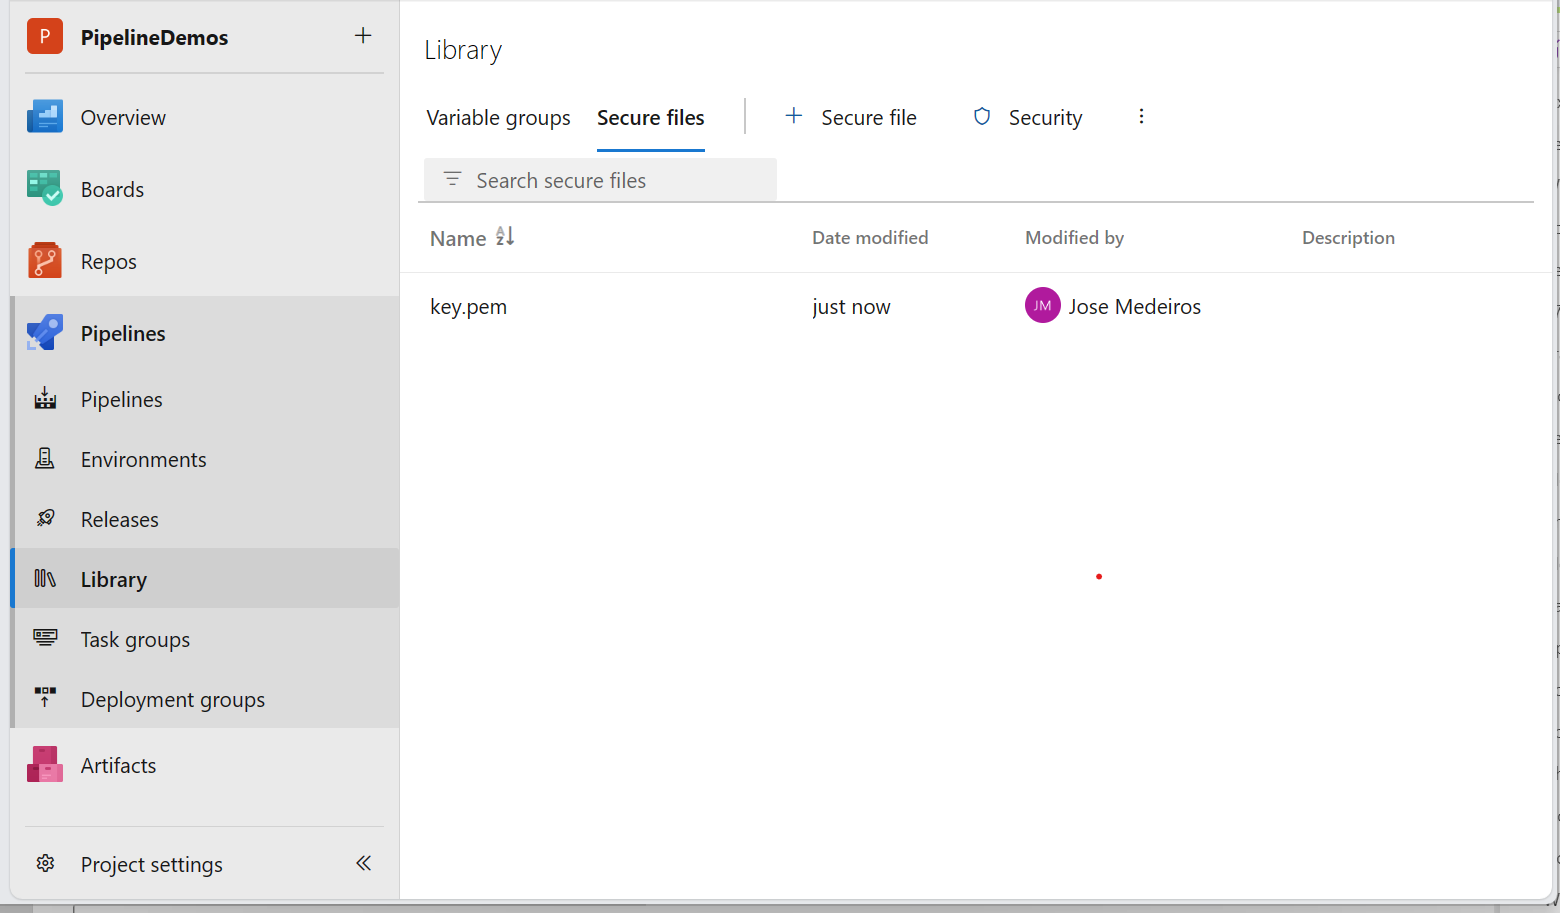 P PipelineDemos
Overview
Boards
Repos
Pipelines
Pipelines
Environments
Releases
Library
Task groups
Deployment groups
Artifacts
Project settings
Library
Variable groups Secure files Secure file Security
Search secure files
Name Date modified Modified by Description
key.pem just now JM Jose Medeiros